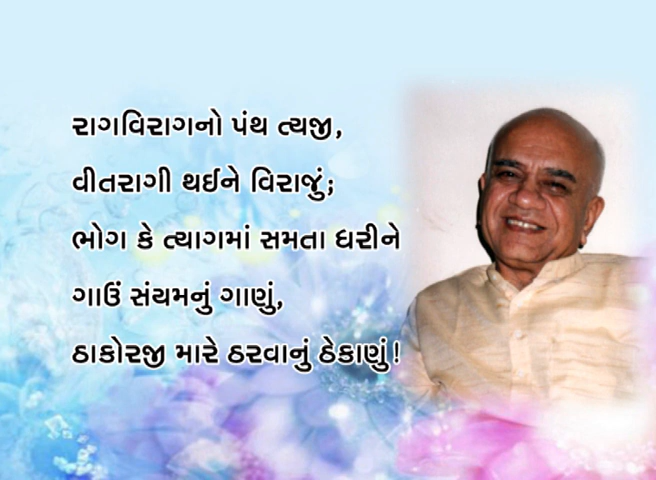 રાગવિરાગનો પંથ ત્યજી,
વીતરાગી થઈને વિરાજું;
ભોગ કે ત્યાગમાં સમતા ધરીને
ગાઉં સંયમનું ગાણું,
ઠાકોરજી મારે ઠરવાનું ઠેકાણું!